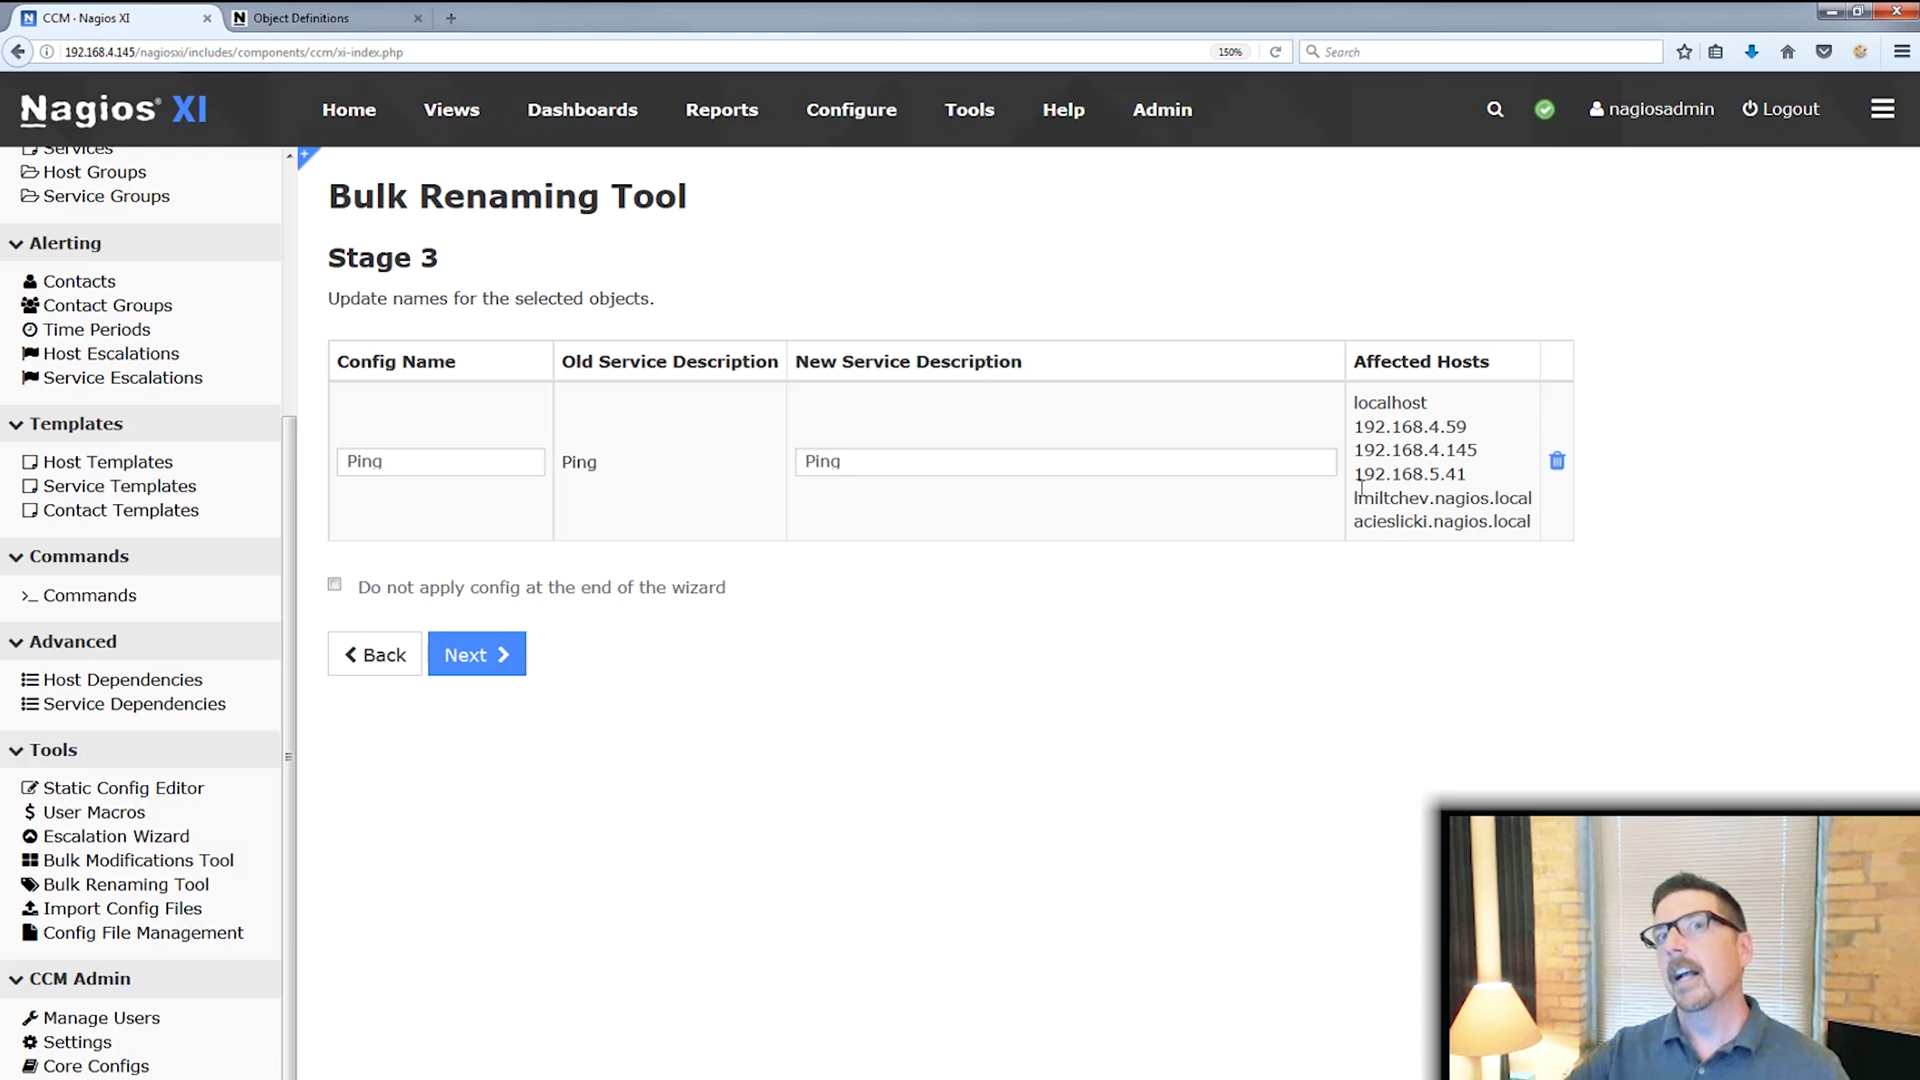 CCM · Nagios XI
Object Definitions
192.168.4.145/nagiosxi/includes/components/ccm/xi-index.php
150%
Search
Nagios® XI
Home
Views
Dashboards
Reports
Configure
Tools
Help
Admin
nagiosadmin
Logout
Services
Host Groups
Service Groups
Alerting
Contacts
Contact Groups
Time Periods
Host Escalations
Service Escalations
Templates
Host Templates
Service Templates
Contact Templates
Commands
>_ Commands
Advanced
Host Dependencies
Service Dependencies
Tools
Static Config Editor
$ User Macros
Escalation Wizard
Bulk Modifications Tool
Bulk Renaming Tool
Import Config Files
Config File Management
CCM Admin
Manage Users
Settings
Core Configs
Bulk Renaming Tool
Stage 3
Update names for the selected objects.
Config Name
Old Service Description
New Service Description
Affected Hosts
Ping
Ping
Ping
localhost
192.168.4.59
192.168.4.145
192.168.5.41
lmiltchev.nagios.local
acieslicki.nagios.local
Do not apply config at the end of the wizard
Back
Next